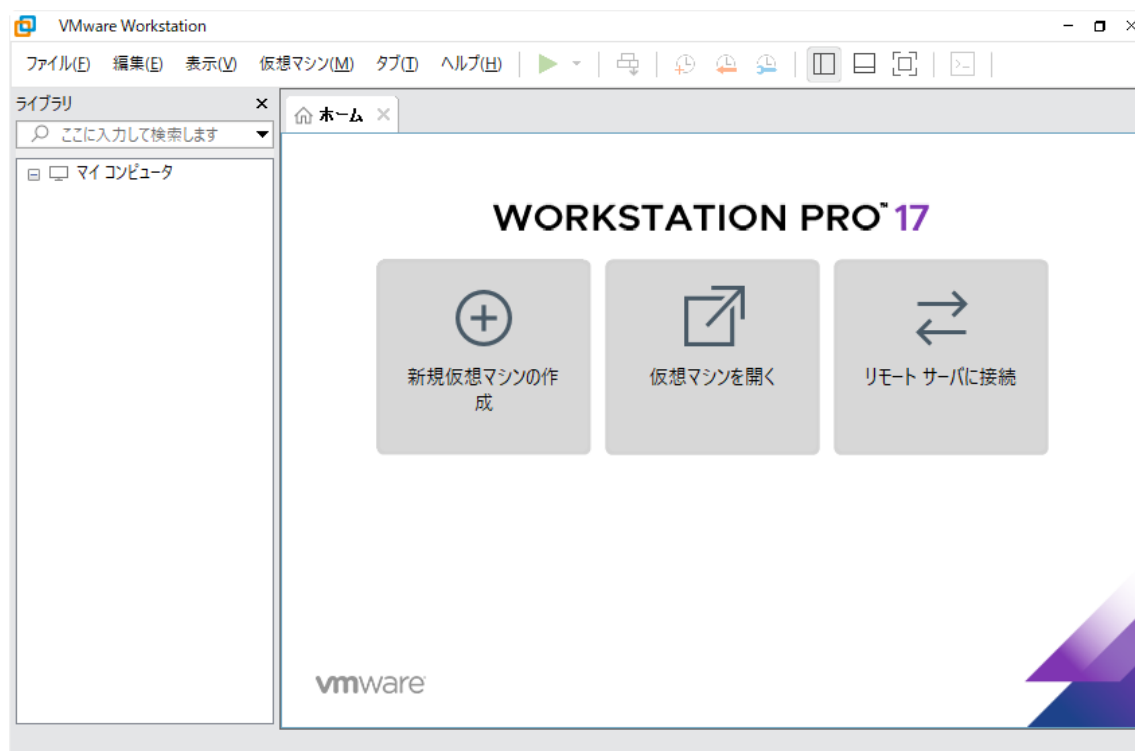 VMware Workstation
ファイル(F) 編集(E) 表示(V) 仮想マシン(M) タブ(T) ヘルプ(H)
ライブラリ
ホーム
ここに入力して検索します
マイ コンピュータ
WORKSTATION PRO™ 17
新規仮想マシンの作
成
仮想マシンを開く
リモート サーバに接続
vmware